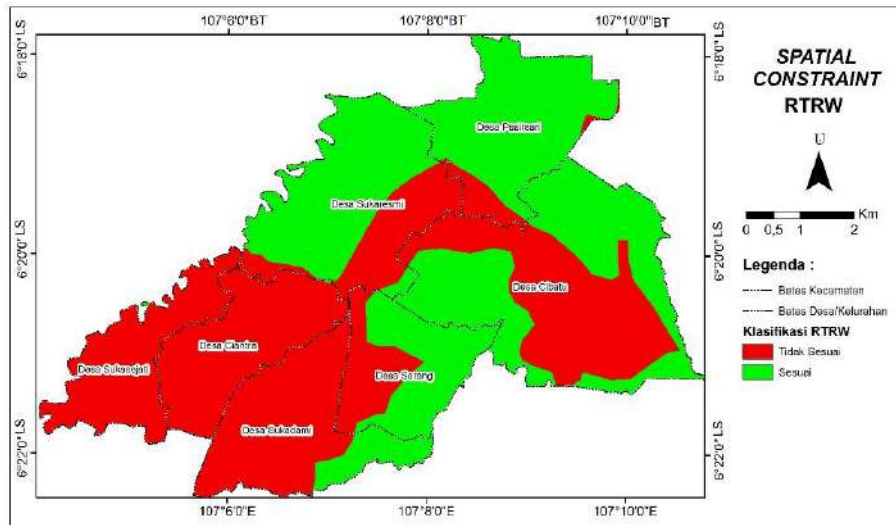 107°6'0"BT 107°8'0"BT 107°10'0"BT
6°18'0"LS 6°18'0"LS
SPATIAL
CONSTRAINT
RTRW
U
Desa Pasirsari
Km
0 0,5 1 2
Desa Sukaresmi
6°20'0"LS 6°20'0"LS
Legenda :
Desa Cibatu
Batas Kecamatan
Batas Desa/Kelurahan
Klasifikasi RTRW
Desa Ciantra
Tidak Sesuai
Desa Sukasejati
Desa Serang
Sesuai
Desa Sukadami
6°22'0"LS 6°22'0"LS
107°6'0"E 107°8'0"E 107°10'0"E